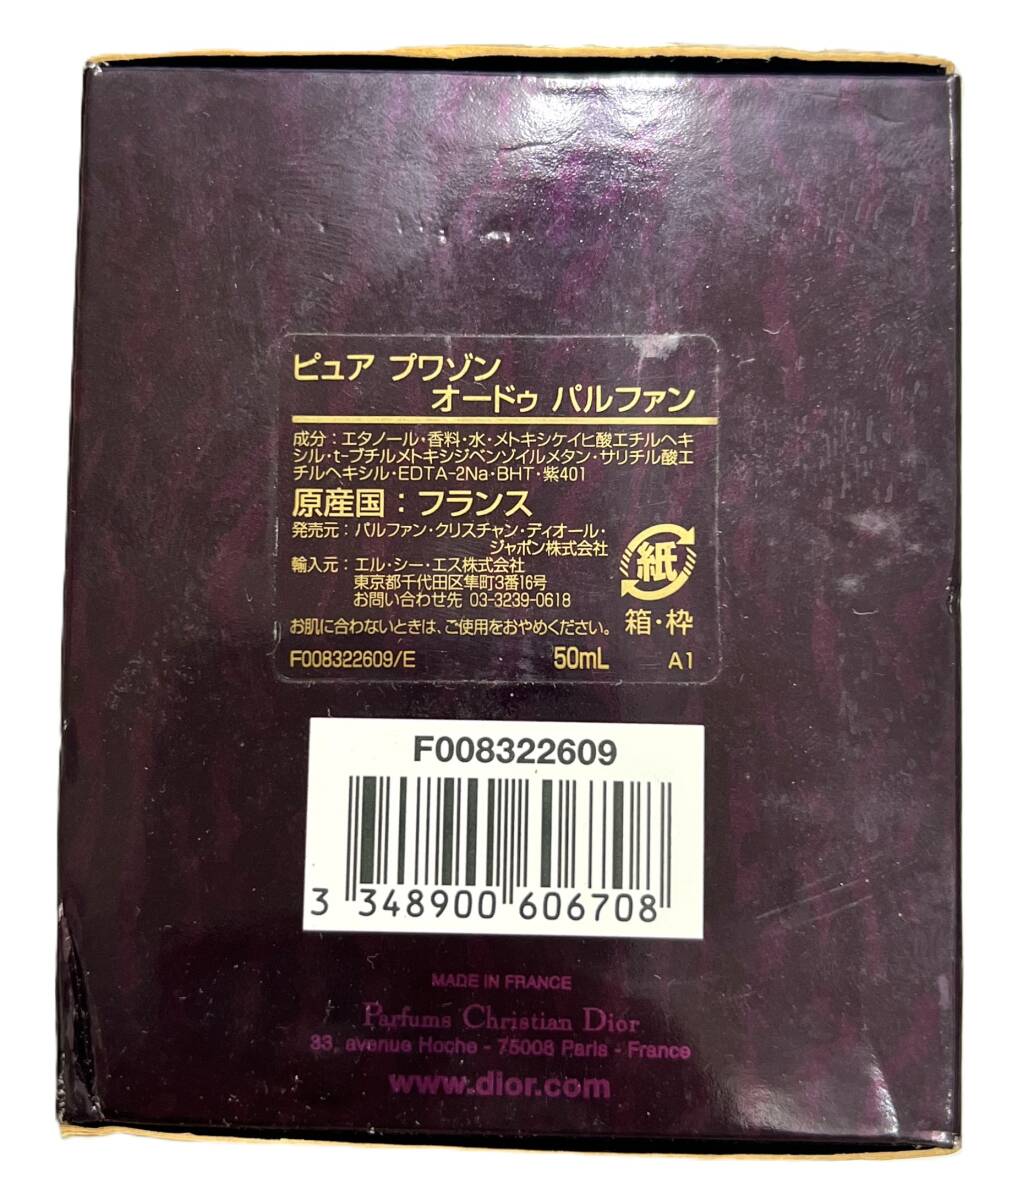 ピュア プワゾン
オードゥ パルファン
成分：エタノール・香料・水・メトキシケイヒ酸エチルヘキ
シル・t-ブチルメトキシジベンゾイルメタン・サリチル酸エ
チルヘキシル・EDTA-2Na・BHT・紫401
原産国：フランス
発売元：パルファン・クリスチャン・ディオール・
ジャポン株式会社
輸入元：エル・シー・エス株式会社
東京都千代田区隼町3番16号
お問い合わせ先 03-3239-0618
紙
箱・枠
お肌に合わないときは、ご使用をおやめください。
F008322609/E 50mL A1
F008322609
3 348900 606708
MADE IN FRANCE
Parfums Christian Dior
33, avenue Hoche - 75008 Paris - France
www.dior.com